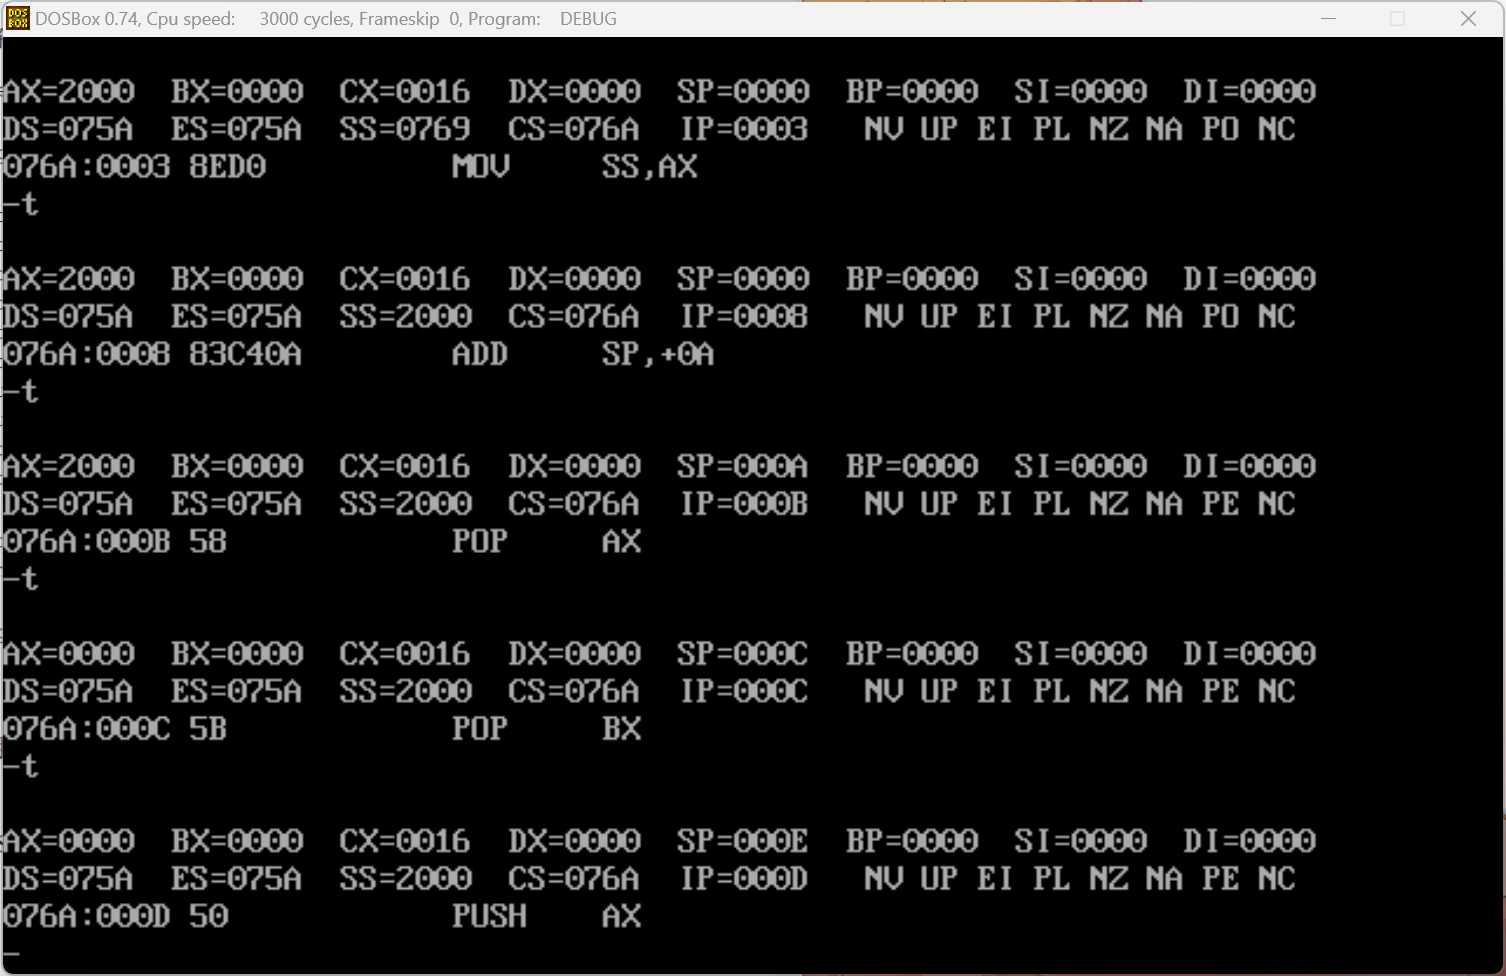 DOSBox 0.74, Cpu speed: 3000 cycles, Frameskip 0, Program: DEBUG
AX=2000 BX=0000 CX=0016 DX=0000 SP=0000 BP=0000 SI=0000 DI=0000
DS=075A ES=075A SS=0769 CS=076A IP=0003 NV UP EI PL NZ NA PO NC
076A:0003 8ED0 MOV SS,AX
-t
AX=2000 BX=0000 CX=0016 DX=0000 SP=0000 BP=0000 SI=0000 DI=0000
DS=075A ES=075A SS=2000 CS=076A IP=0008 NV UP EI PL NZ NA PO NC
076A:0008 83C40A ADD SP,+0A
-t
AX=2000 BX=0000 CX=0016 DX=0000 SP=000A BP=0000 SI=0000 DI=0000
DS=075A ES=075A SS=2000 CS=076A IP=000B NV UP EI PL NZ NA PE NC
076A:000B 58 POP AX
-t
AX=0000 BX=0000 CX=0016 DX=0000 SP=000C BP=0000 SI=0000 DI=0000
DS=075A ES=075A SS=2000 CS=076A IP=000C NV UP EI PL NZ NA PE NC
076A:000C 5B POP BX
-t
AX=0000 BX=0000 CX=0016 DX=0000 SP=000E BP=0000 SI=0000 DI=0000
DS=075A ES=075A SS=2000 CS=076A IP=000D NV UP EI PL NZ NA PE NC
076A:000D 50 PUSH AX
-